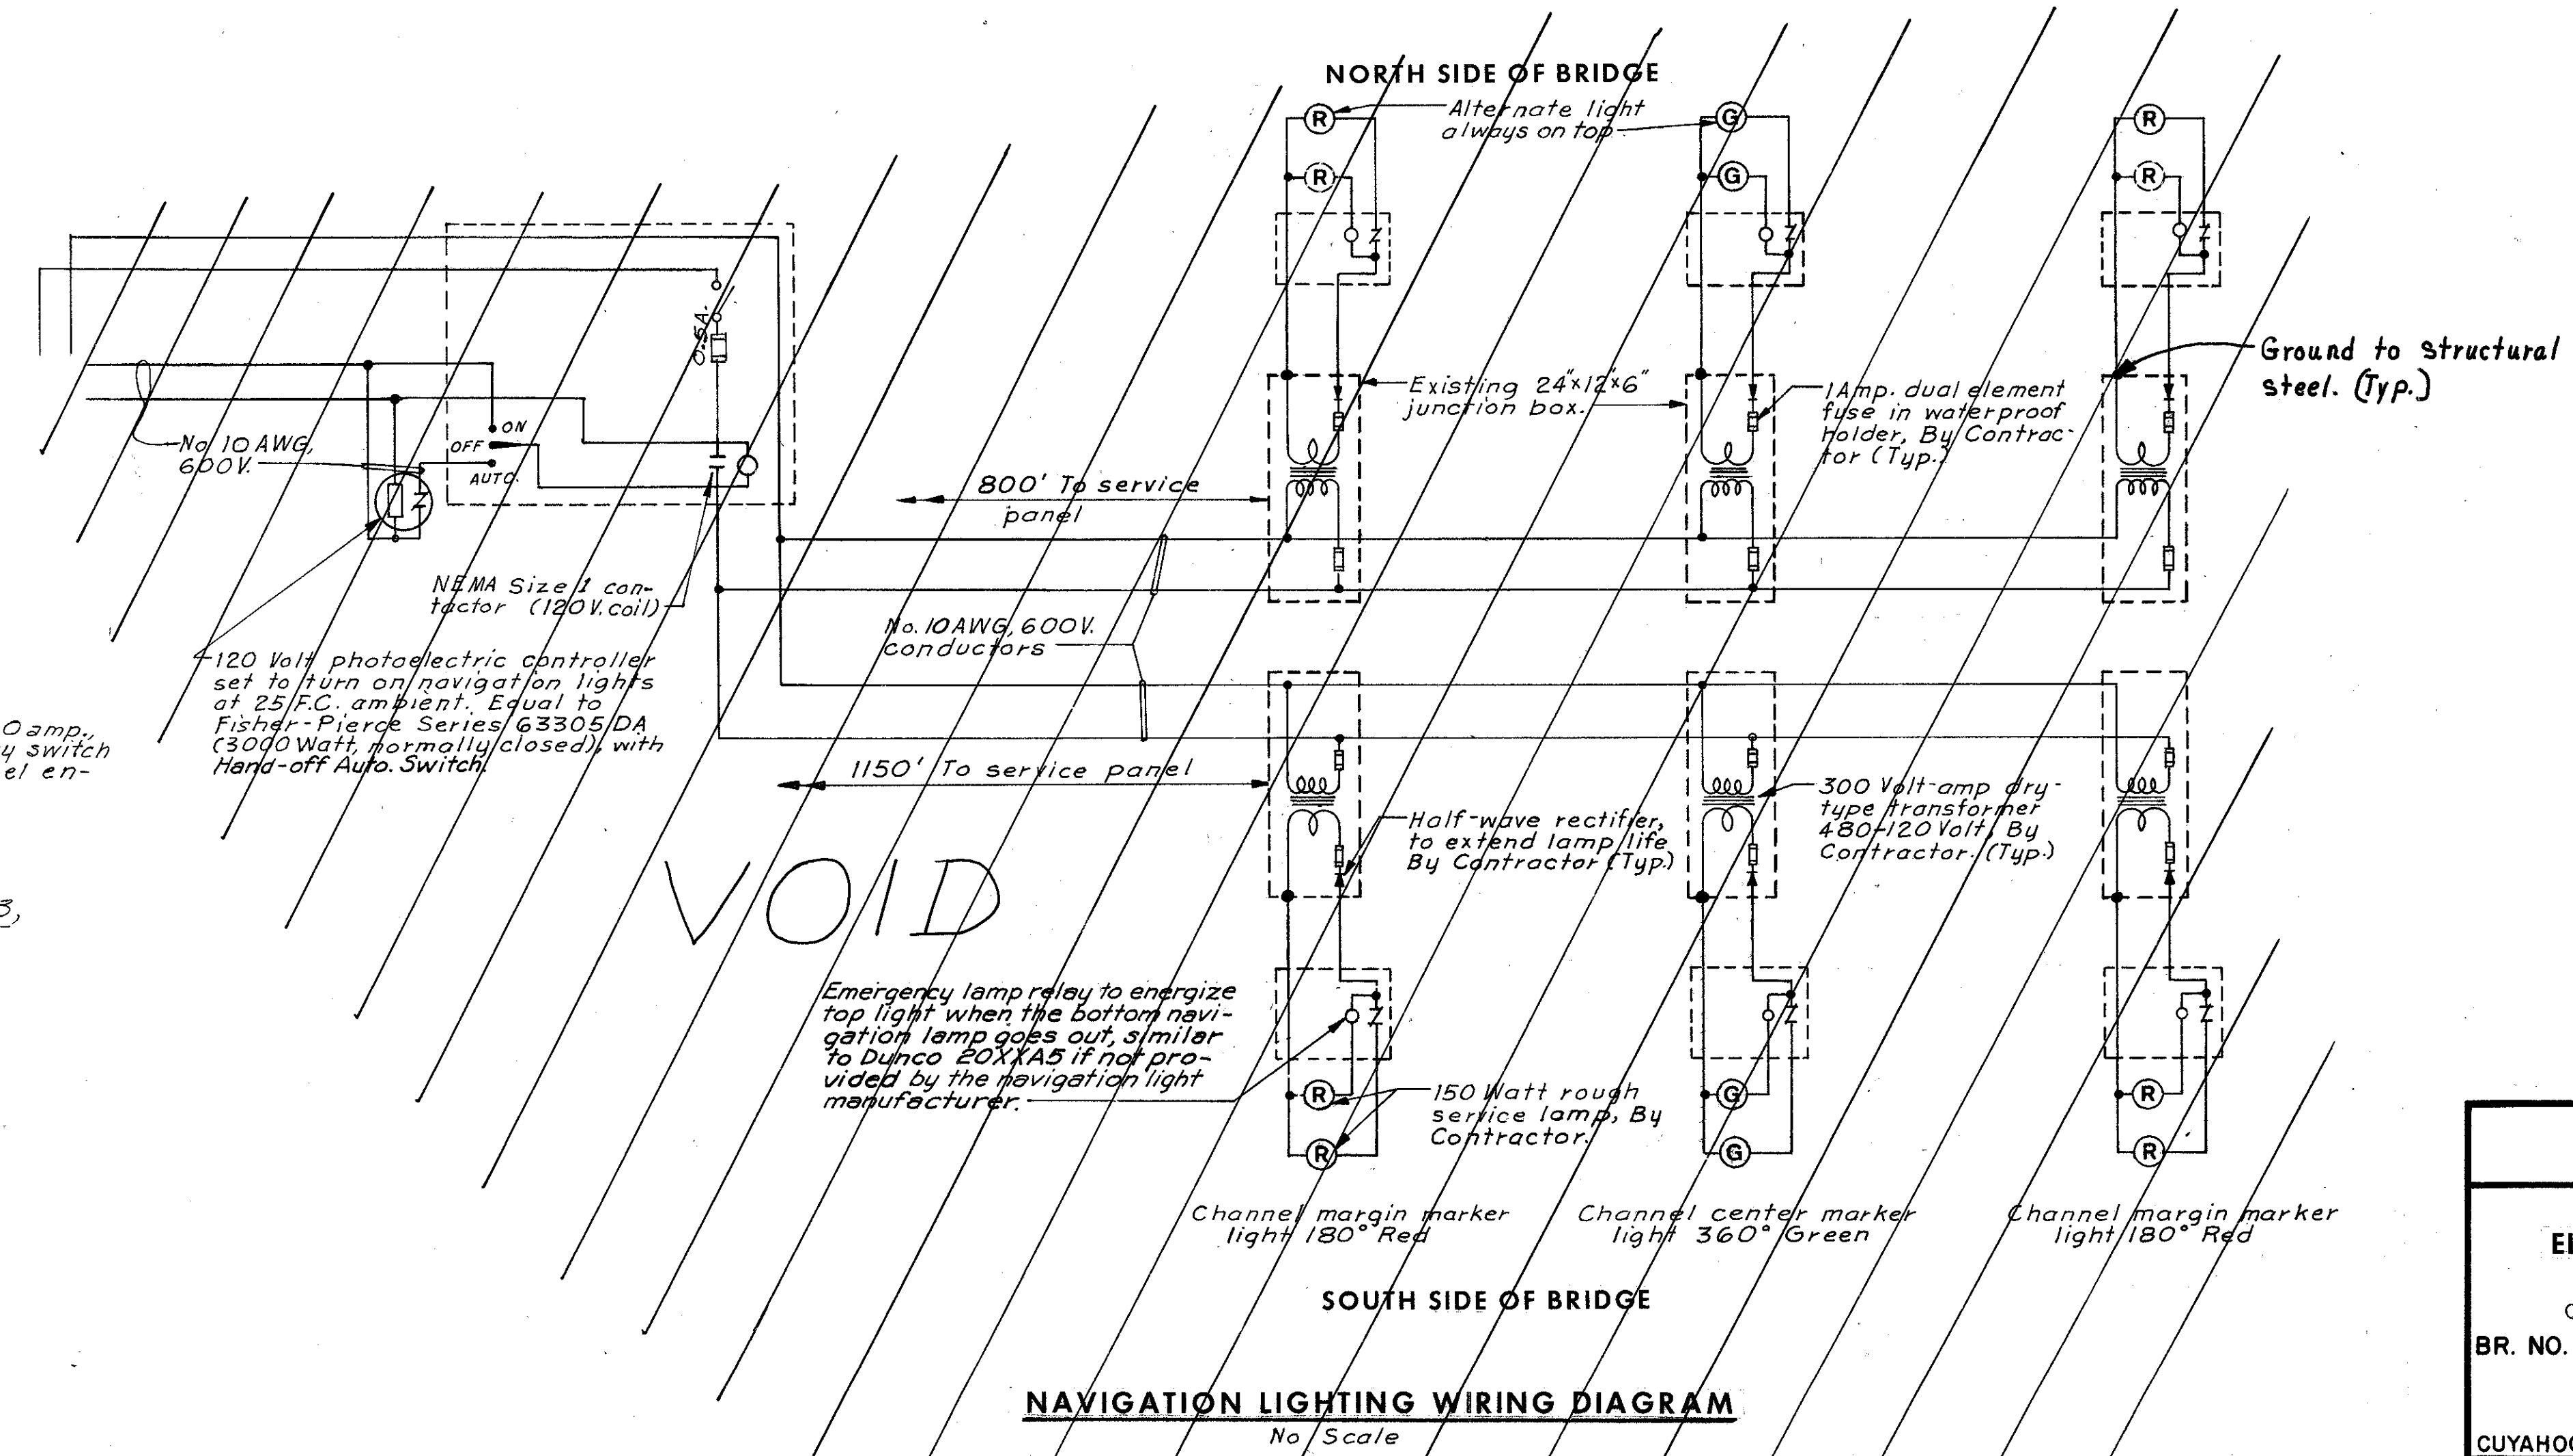 NORTH SIDE OF BRIDGE
R
Alternate light
always on top
G
R
R
G
R
0.5A.
ON
OFF
AUTO.
No. 10 AWG,
600V.
Existing 24"x12"x6"
junction box.
1 Amp. dual element
fuse in waterproof
holder, By Contrac-
tor (Typ.)
Ground to structural
steel. (Typ.)
800' To service
panel
NEMA Size 1 con-
tactor (120V. coil)
No. 10 AWG, 600V.
conductors
120 Volt photoelectric controller
set to turn on navigation lights
at 25 F.C. ambient. Equal to
Fisher-Pierce Series 63305 DA
(3000 Watt, normally closed), with
Hand-off Auto. Switch.
0 amp.,
y switch
el en-
3,
1150' To service panel
Half-wave rectifier,
to extend lamp life
By Contractor (Typ.)
300 Volt-amp dry-
type transformer
480-120 Volt, By
Contractor. (Typ.)
VOID
Emergency lamp relay to energize
top light when the bottom navi-
gation lamp goes out, similar
to Dunco 20XXA5 if not pro-
vided by the navigation light
manufacturer.
150 Watt rough
service lamp, By
Contractor.
R
G
R
R
G
R
Channel margin marker
light 180° Red
Channel center marker
light 360° Green
Channel margin marker
light 180° Red
SOUTH SIDE OF BRIDGE
NAVIGATION LIGHTING WIRING DIAGRAM
No Scale
BR. NO.
CUYAHO